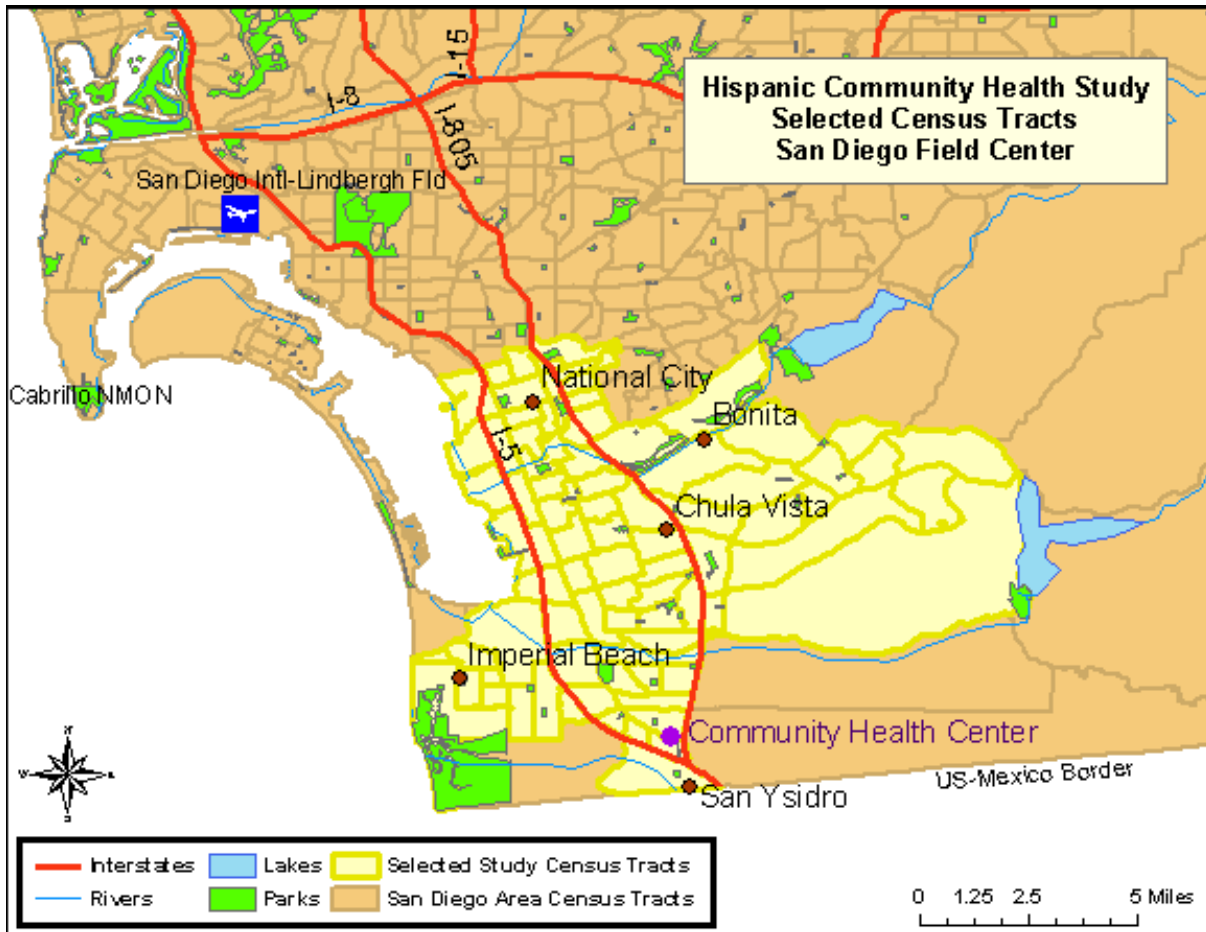 Hispanic Community Health Study
Selected Census Tracts
San Diego Field Center
I-15
I-8
I-805
San Diego Intl-Lindbergh Fld
Cabrillo NMON
National City
Bonita
I-5
Chula Vista
Imperial Beach
Community Health Center
US-Mexico Border
San Ysidro
N
W
E
S
Interstates
Lakes
Selected Study Census Tracts
Rivers
Parks
San Diego Area Census Tracts
0 1.25 2.5 5 Miles